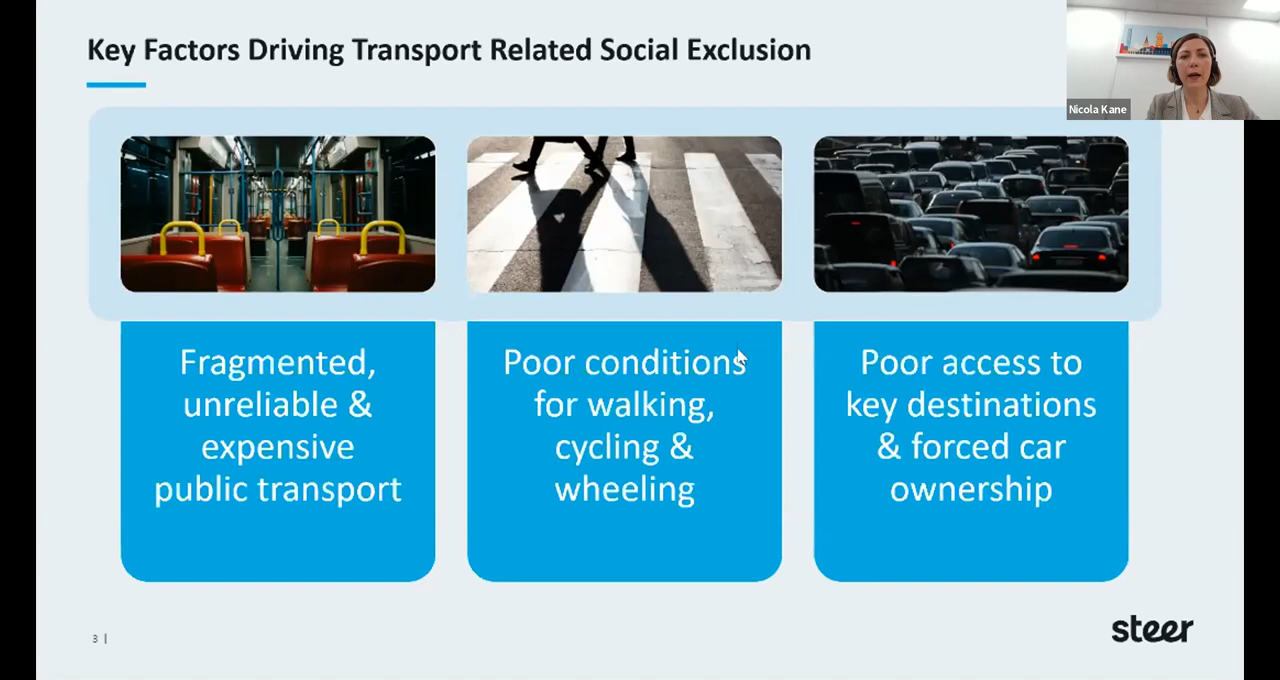 Key Factors Driving Transport Related Social Exclusion
Nicola Kane
Fragmented,
unreliable &
expensive
public transport
Poor conditions
for walking,
cycling &
wheeling
Poor access to
key destinations
& forced car
ownership
3 |
steer